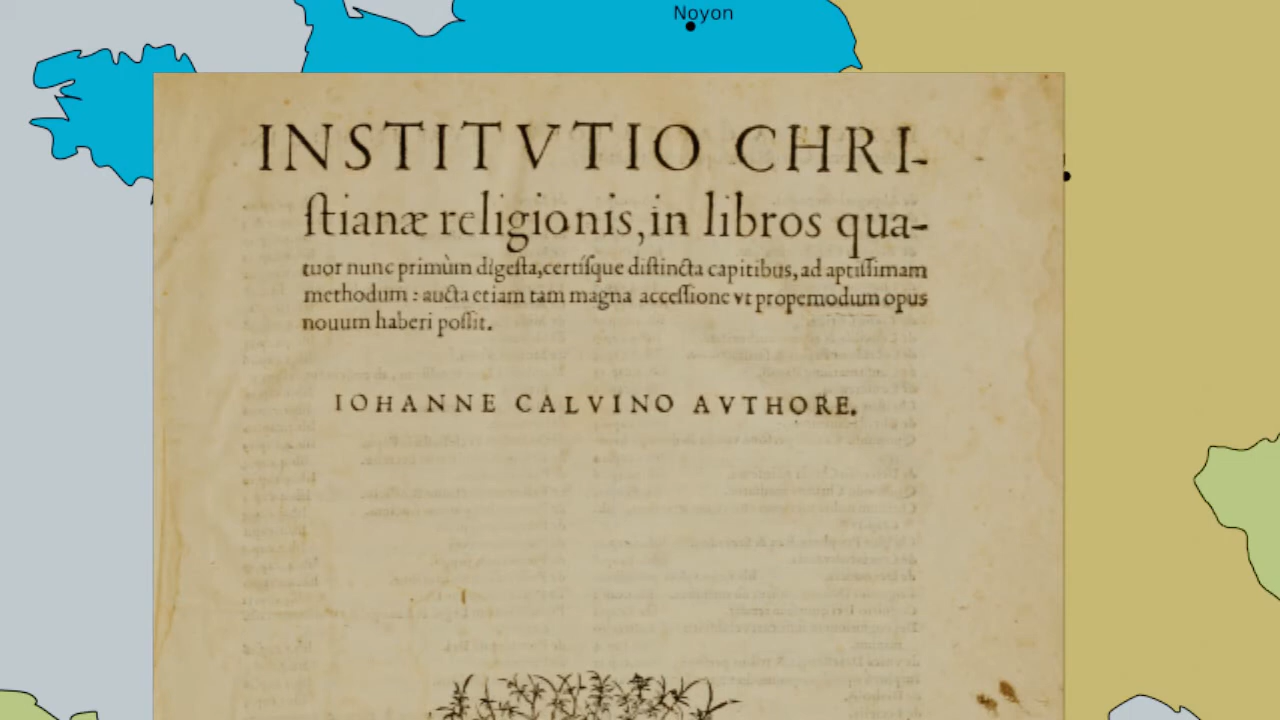 Noyon
INSTITVTIO CHRI-
ſtianæ religionis, in libros qua-
tuor nunc primùm digeſta, certíſque diſtincta capitibus, ad aptiſſimam
methodum : aucta etiam tam magna acceſſione vt propemodum opus
nouum haberi poſſit.
IOHANNE CALVINO AVTHORE.